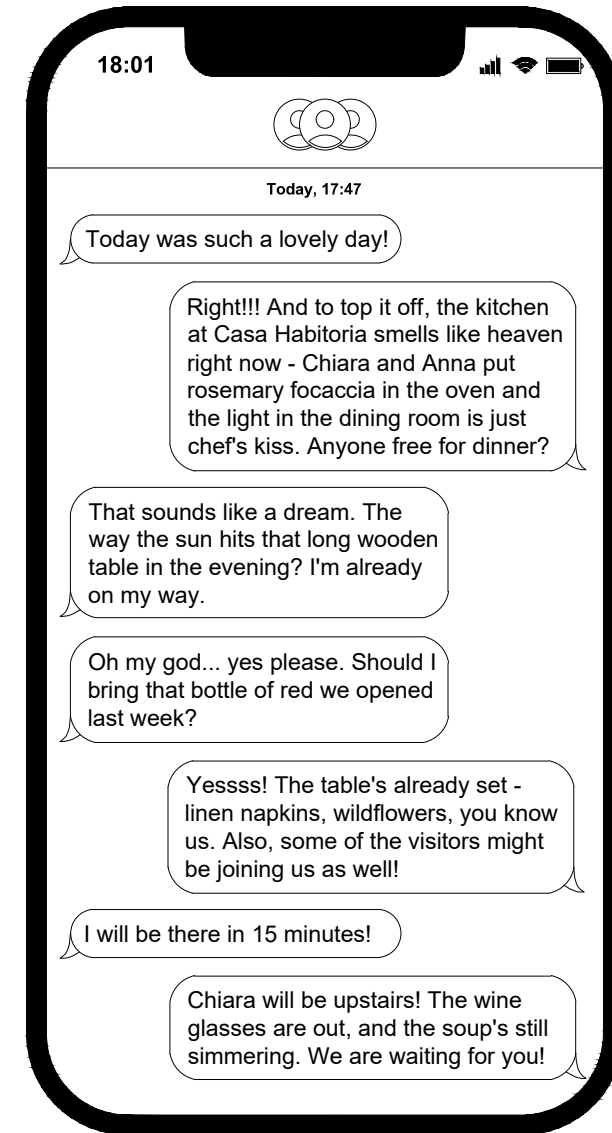 18:01
Today, 17:47
Today was such a lovely day!
Right!!! And to top it off, the kitchen
at Casa Habitoria smells like heaven
right now - Chiara and Anna put
rosemary focaccia in the oven and
the light in the dining room is just
chef's kiss. Anyone free for dinner?
That sounds like a dream. The
way the sun hits that long wooden
table in the evening? I'm already
on my way.
Oh my god... yes please. Should I
bring that bottle of red we opened
last week?
Yessss! The table's already set -
linen napkins, wildflowers, you know
us. Also, some of the visitors might
be joining us as well!
I will be there in 15 minutes!
Chiara will be upstairs! The wine
glasses are out, and the soup's still
simmering. We are waiting for you!